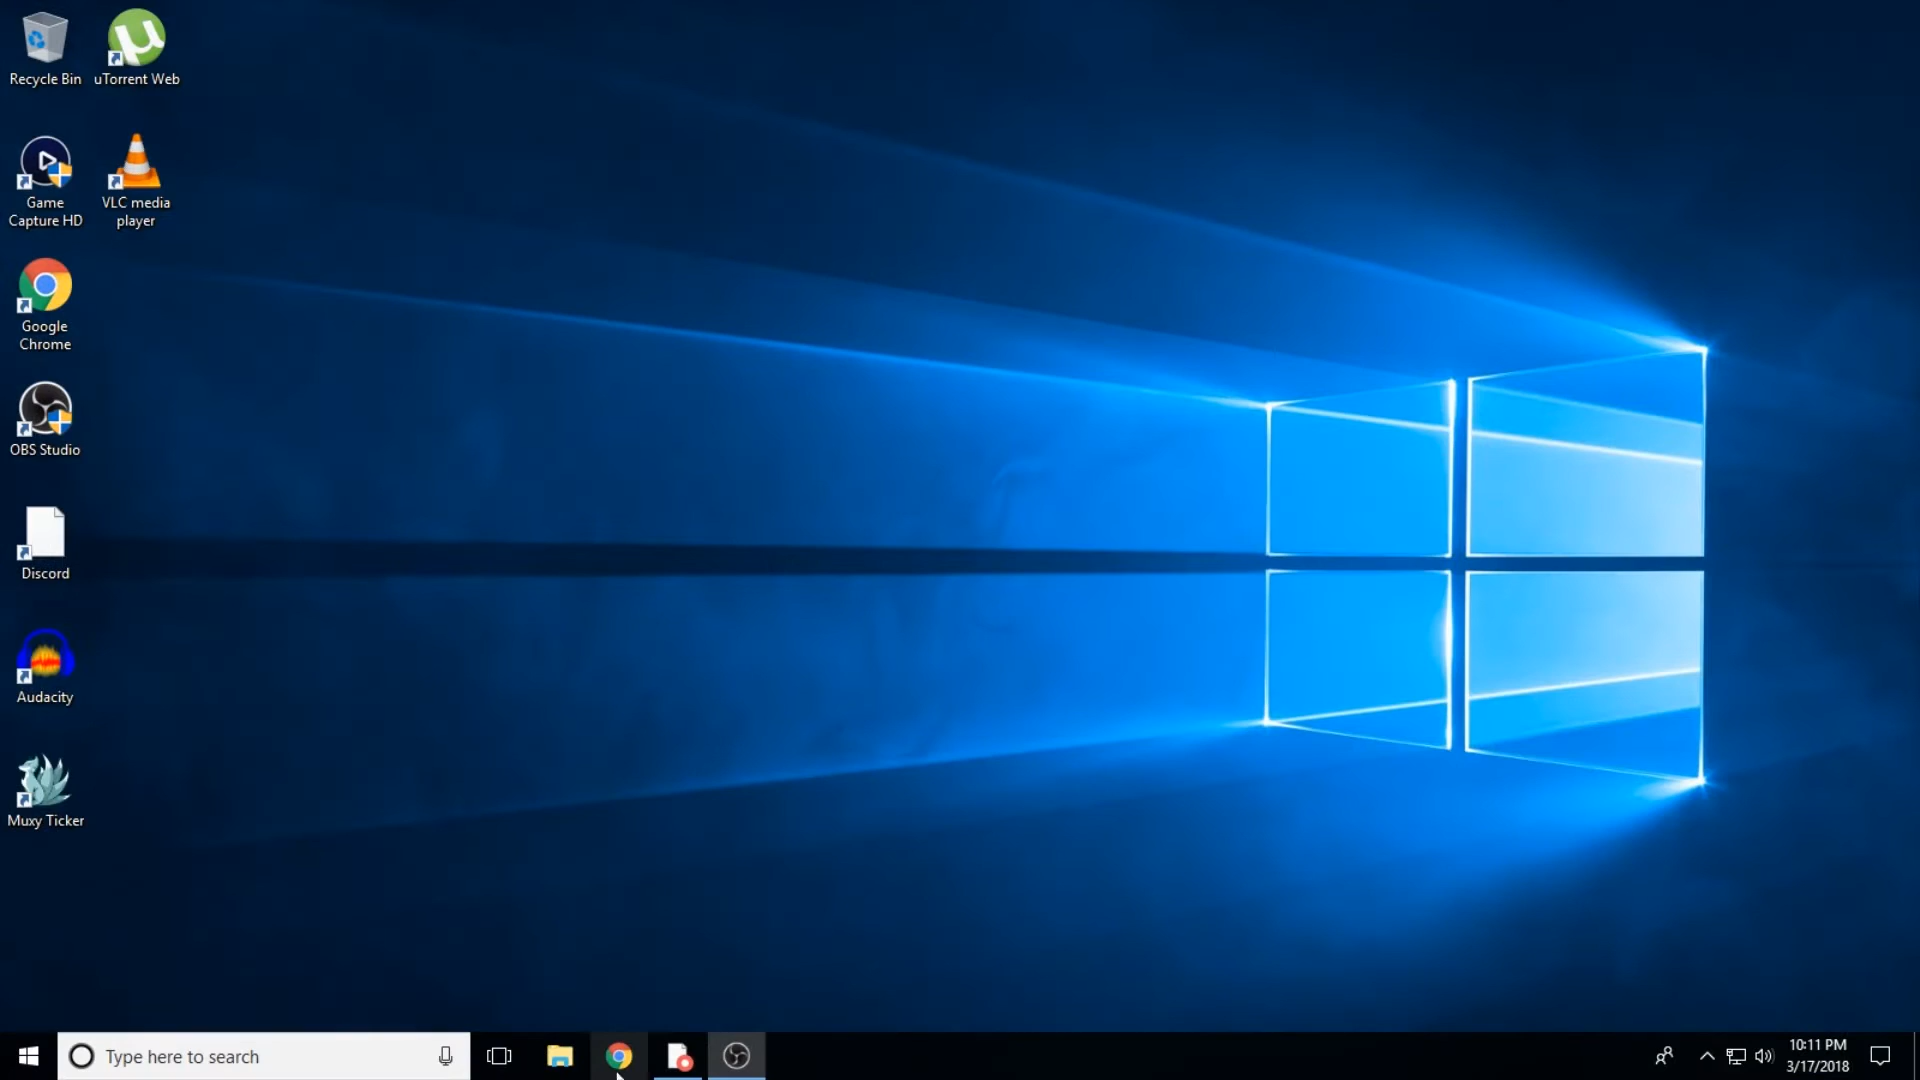 Recycle Bin
uTorrent Web
Game
Capture HD
VLC media
player
Google
Chrome
OBS Studio
Discord
Audacity
Muxy Ticker
Type here to search
10:11 PM
3/17/2018